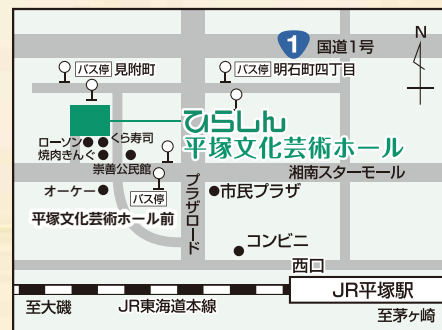 N
1 国道1号
バス停 見附町
バス停 明石町四丁目
ひらしん
平塚文化芸術ホール
ローソン
くら寿司
焼肉きんぐ
崇善公民館
湘南スターモール
オーケー
バス停
平塚文化芸術ホール前
プラザロード
市民プラザ
コンビニ
西口
JR平塚駅
至大磯
JR東海道本線
至茅ヶ崎